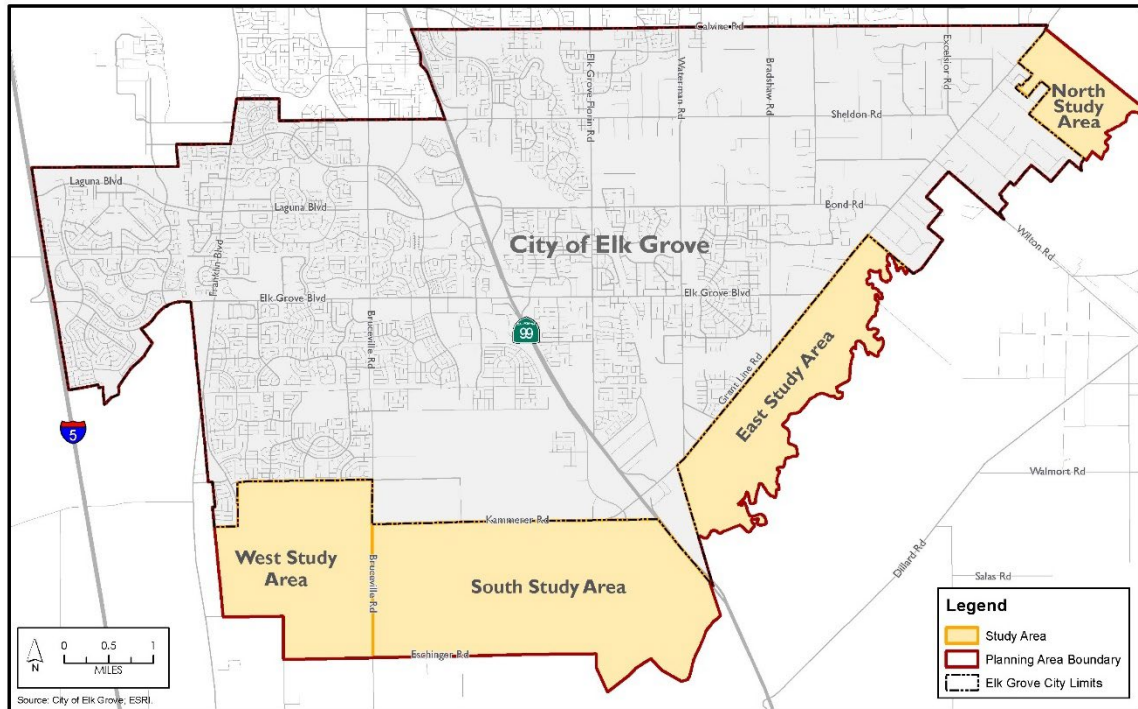 Calvine Rd
Elk Grove Florin Rd
Waterman Rd
Bradshaw Rd
Excelsior Rd
North
Study
Area
Sheldon Rd
Laguna Blvd
Laguna Blvd
Bond Rd
Wilton Rd
City of Elk Grove
Franklin Blvd
Elk Grove Blvd
Elk Grove Blvd
Bruceville Rd
99
Grant Line Rd
East Study Area
5
Walmort Rd
Kammerer Rd
West Study
Area
Bruceville Rd
South Study Area
Dillard Rd
Salas Rd
Eschinger Rd
Legend
Study Area
Planning Area Boundary
Elk Grove City Limits
N
0 0.5 1
MILES
Source: City of Elk Grove; ESRI.